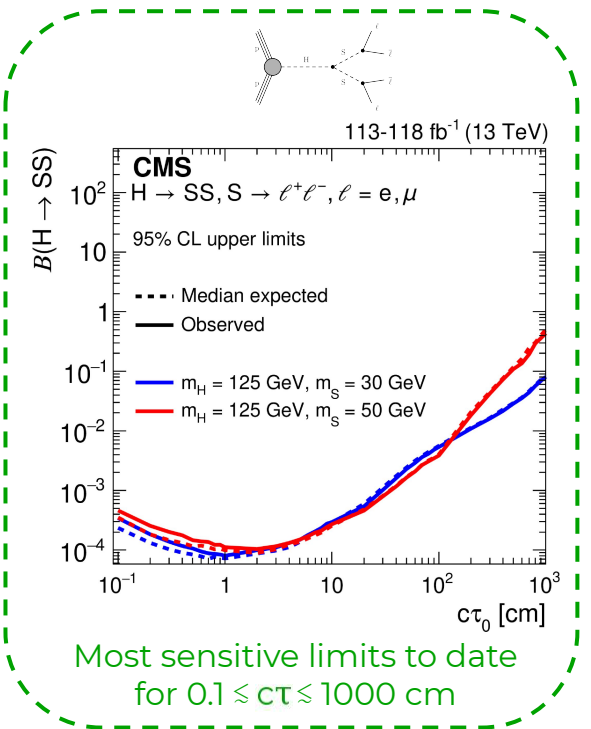 p
p
H
S
S
ℓ
ℓ̄
ℓ̄
ℓ
113-118 fb⁻¹ (13 TeV)
CMS
H → SS, S → ℓ⁺ℓ⁻, ℓ = e, μ
95% CL upper limits
Median expected
Observed
m_H = 125 GeV, m_S = 30 GeV
m_H = 125 GeV, m_S = 50 GeV
B(H → SS)
10²
10
1
10⁻¹
10⁻²
10⁻³
10⁻⁴
10⁻¹ 1 10 10² 10³
cτ₀ [cm]
Most sensitive limits to date
for 0.1 ≲ cτ ≲ 1000 cm